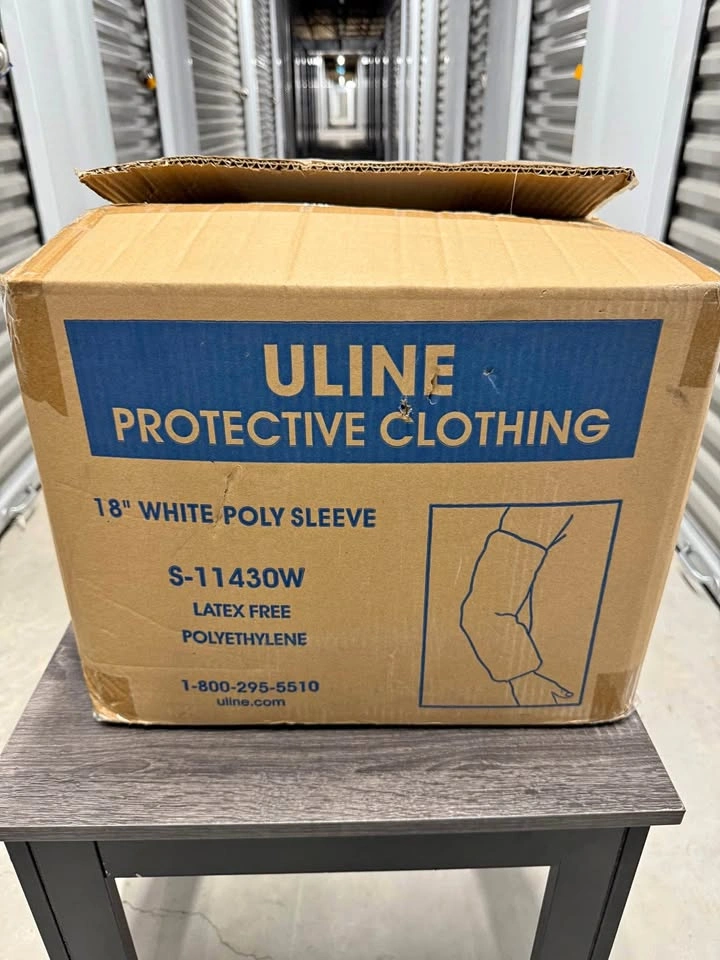 ULINE
PROTECTIVE CLOTHING
18" WHITE POLY SLEEVE
S-11430W
LATEX FREE
POLYETHYLENE
1-800-295-5510
uline.com